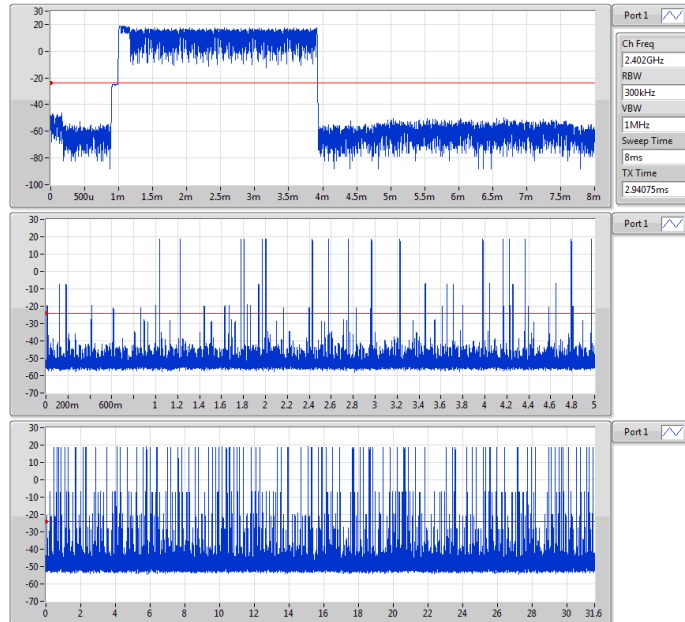 30
20
0
-20
-40
-60
-80
-100
0 500u 1m 1.5m 2m 2.5m 3m 3.5m 4m 4.5m 5m 5.5m 6m 6.5m 7m 7.5m 8m
Port 1
Ch Freq
2.402GHz
RBW
300kHz
VBW
1MHz
Sweep Time
8ms
TX Time
2.94075ms
30
20
10
0
-10
-20
-30
-40
-50
-60
-70
0 200m 600m 1 1.2 1.4 1.6 1.8 2 2.2 2.4 2.6 2.8 3 3.2 3.4 3.6 3.8 4 4.2 4.4 4.6 4.8 5
Port 1
30
20
10
0
-10
-20
-30
-40
-50
-60
-70
0 2 4 6 8 10 12 14 16 18 20 22 24 26 28 30 31.6
Port 1